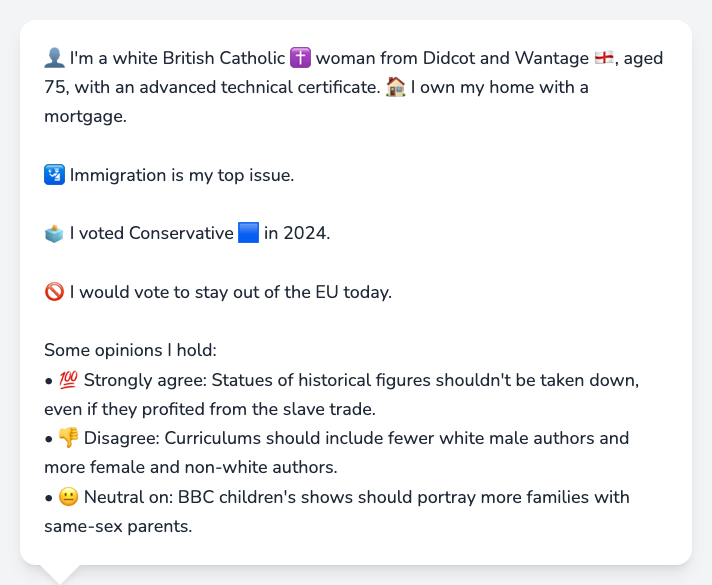 👤 I'm a white British Catholic ✝️ woman from Didcot and Wantage 🏴󠁧󠁢󠁥󠁮󠁧󠁿, aged
75, with an advanced technical certificate. 🏠 I own my home with a
mortgage.
🛂 Immigration is my top issue.
🗳️ I voted Conservative 🟦 in 2024.
🚫 I would vote to stay out of the EU today.
Some opinions I hold:
• 💯 Strongly agree: Statues of historical figures shouldn't be taken down,
even if they profited from the slave trade.
• 👎 Disagree: Curriculums should include fewer white male authors and
more female and non-white authors.
• 😐 Neutral on: BBC children's shows should portray more families with
same-sex parents.